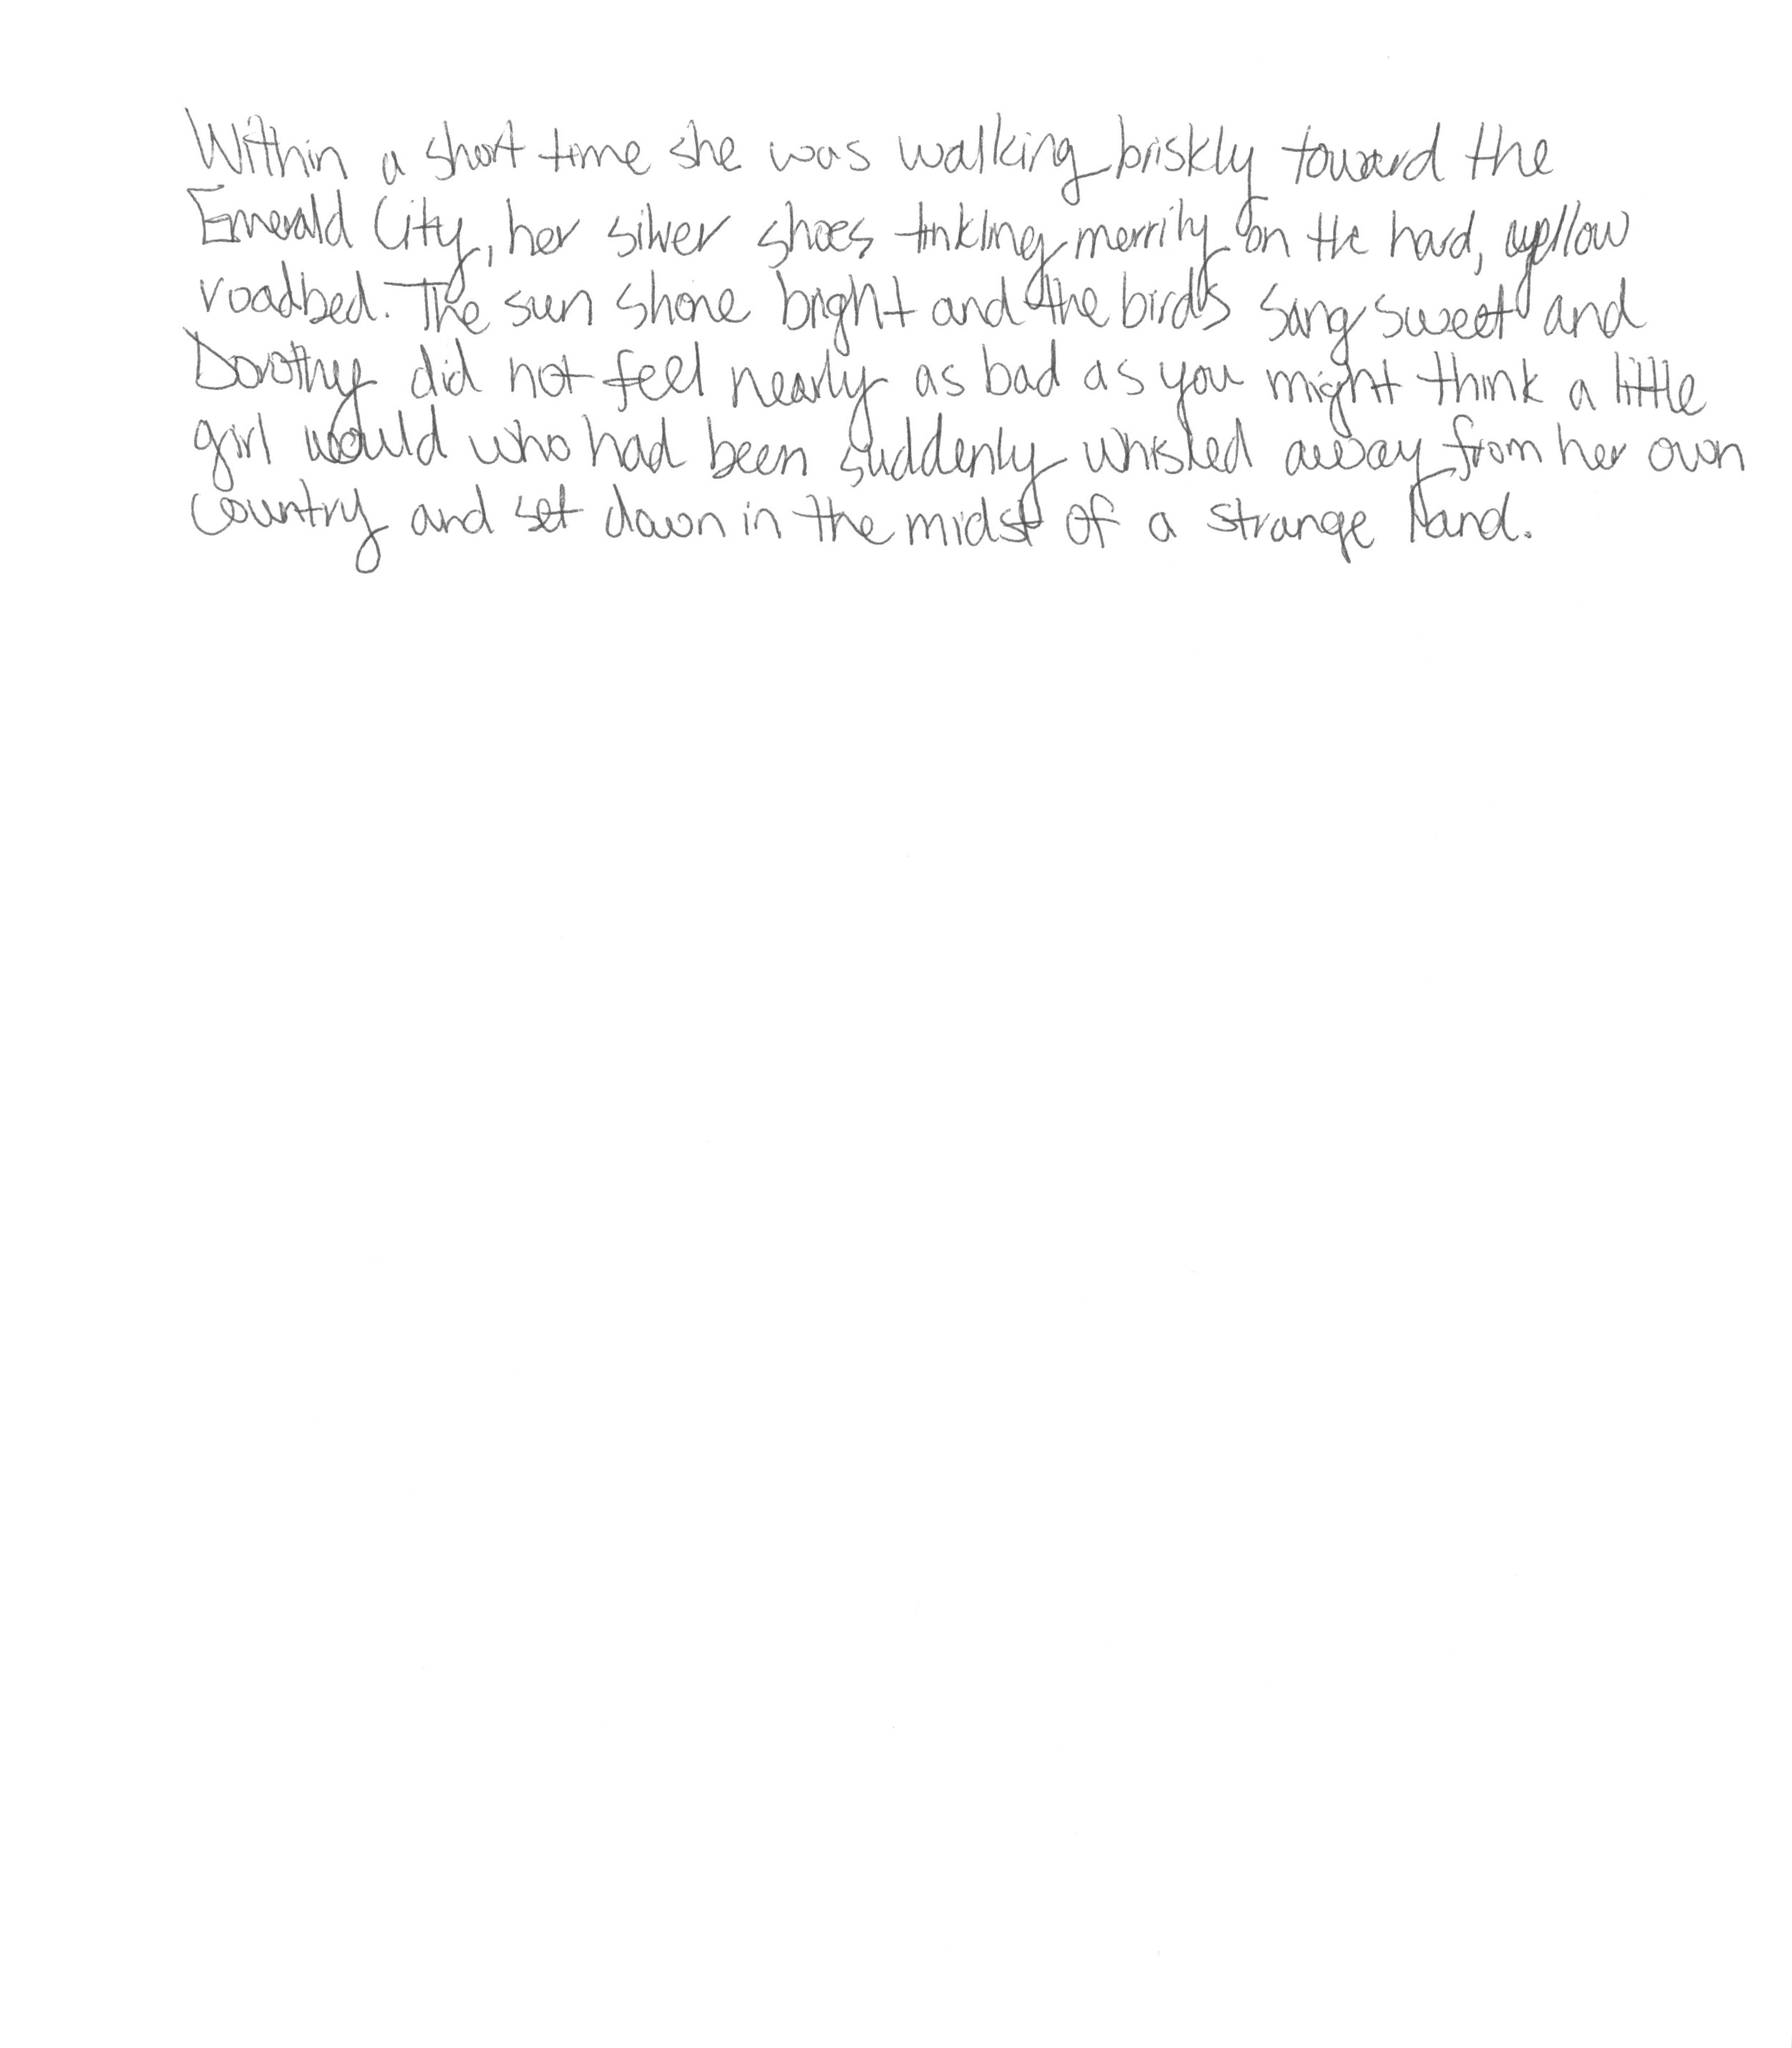 Within a short time she was walking briskly toward the
Emerald City, her silver shoes tinkling merrily on the hard, yellow
roadbed. The sun shone bright and the birds sang sweet and
Dorothy did not feel nearly as bad as you might think a little
girl would who had been suddenly whisked away from her own
country and set down in the midst of a strange land.